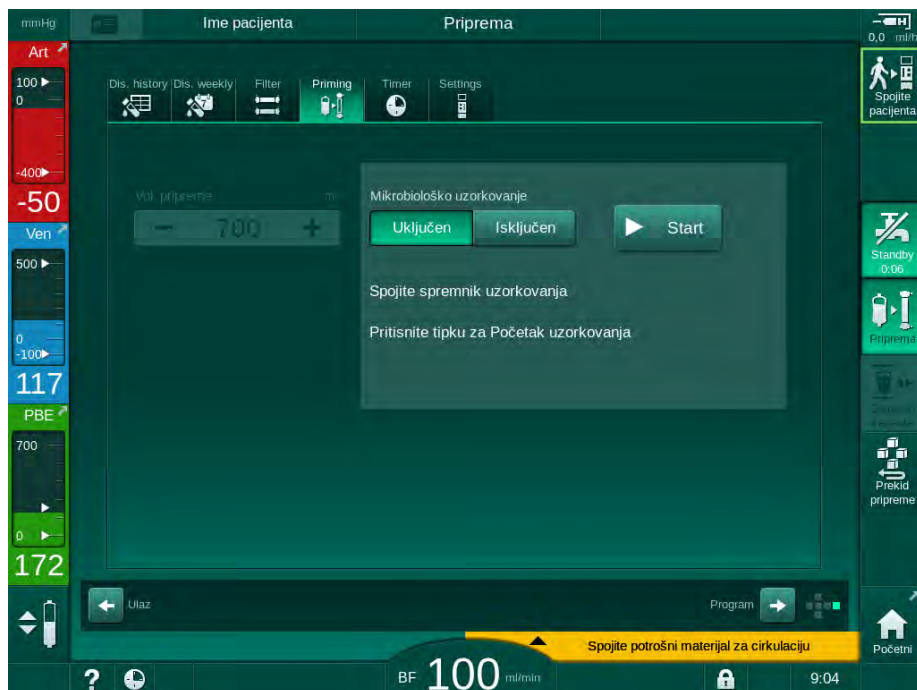 mmHg
Ime pacijenta
Priprema
0,0 ml/h
Art
100
0
-400
-50
Ven
500
0
-100
117
PBE
700
0
172
Dis. history
Dis. weekly
Filter
Priming
Timer
Settings
Vol. pripreme
ml
700
Mikrobiološko uzorkovanje
Uključen
Isključen
Start
Spojite spremnik uzorkovanja
Pritisnite tipku za Početak uzorkovanja
Spojite
pacijenta
Standby
0:06
Priprema
Prekid
pripreme
Ulaz
Program
Spojite potrošni materijal za cirkulaciju
Početni
?
BF 100 ml/min
9:04